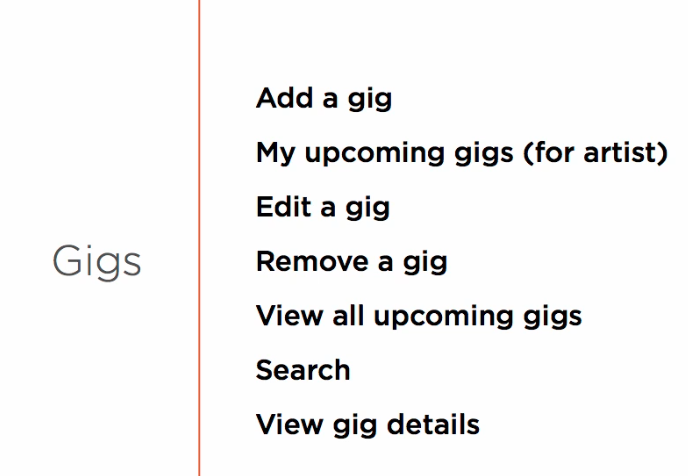 Gigs
Add a gig
My upcoming gigs (for artist)
Edit a gig
Remove a gig
View all upcoming gigs
Search
View gig details